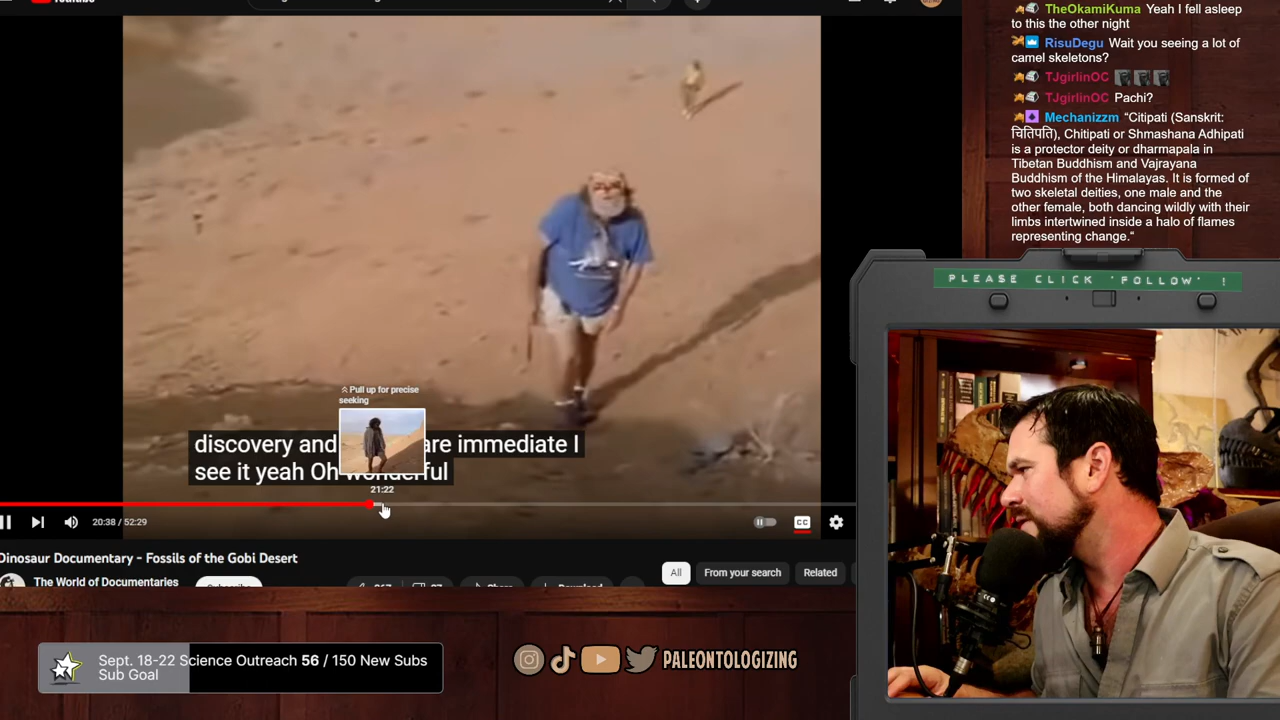 TheOkamiKuma Yeah I fell asleep
to this the other night
RisuDegu Wait you seeing a lot of
camel skeletons?
TJgirlinOC
TJgirlinOC Pachi?
Mechanizzm “Citipati (Sanskrit:
चितिपति), Chitipati or Shmashana Adhipati
is a protector deity or dharmapala in
Tibetan Buddhism and Vajrayana
Buddhism of the Himalayas. It is formed of
two skeletal deities, one male and the
other female, both dancing wildly with their
limbs intertwined inside a halo of flames
representing change.“
PLEASE CLICK 'FOLLOW' !
Pull up for precise
seeking
discovery and are immediate I
see it yeah Oh wonderful
21:22
20:38 / 52:29
CC
Dinosaur Documentary - Fossils of the Gobi Desert
The World of Documentaries
Subscribe
Share
Download
All
From your search
Related
Sept. 18-22 Science Outreach 56 / 150 New Subs
Sub Goal
PALEONTOLOGIZING